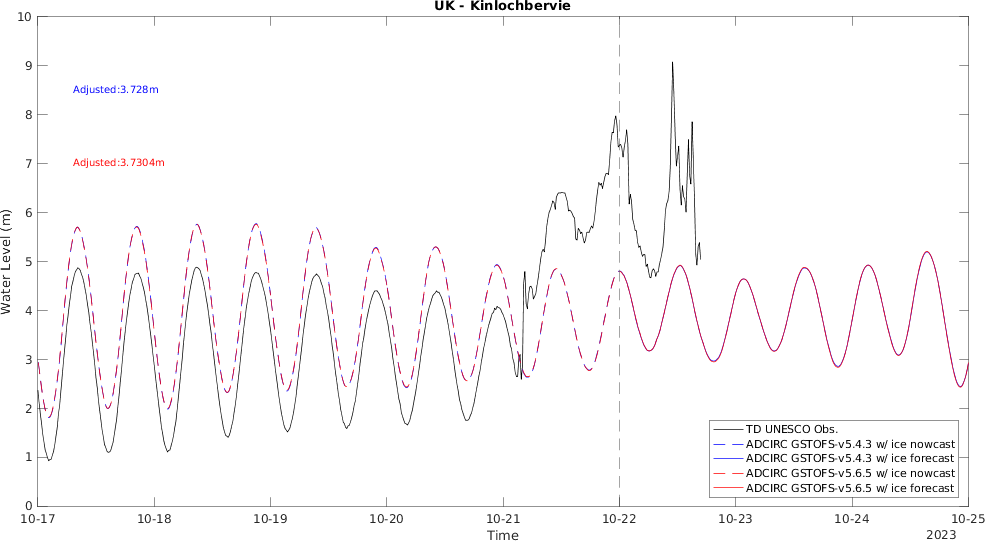 UK - Kinlochbervie
10
9
8
7
6
5
4
3
2
1
0
Water Level (m)
Adjusted:3.728m
Adjusted:3.7304m
TD UNESCO Obs.
ADCIRC GSTOFS-v5.4.3 w/ ice nowcast
ADCIRC GSTOFS-v5.4.3 w/ ice forecast
ADCIRC GSTOFS-v5.6.5 w/ ice nowcast
ADCIRC GSTOFS-v5.6.5 w/ ice forecast
10-17 10-18 10-19 10-20 10-21 10-22 10-23 10-24 10-25
Time
2023